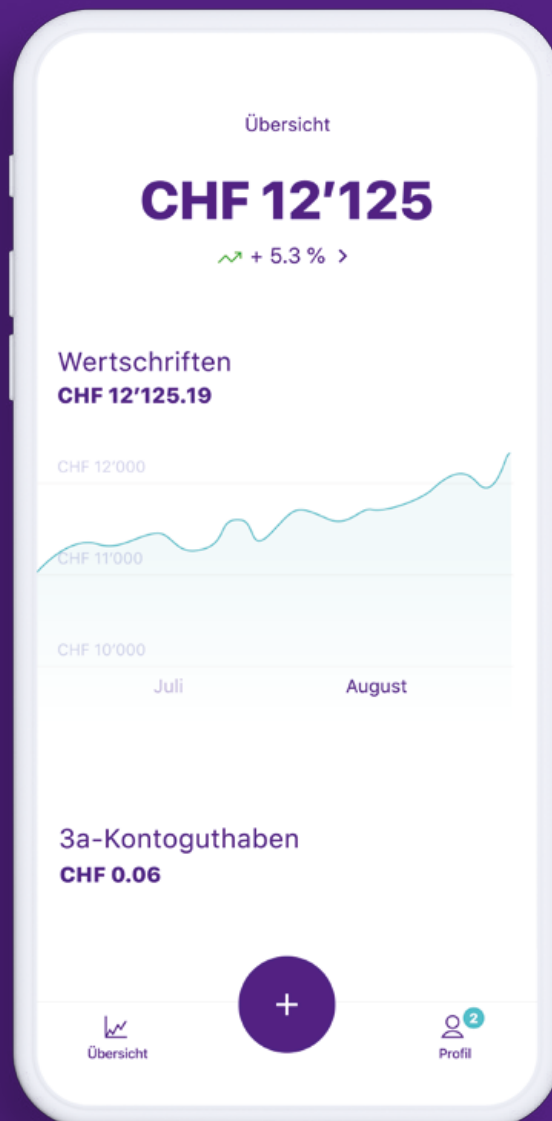 Übersicht
CHF 12’125
+ 5.3 %
Wertschriften
CHF 12’125.19
CHF 12’000
CHF 11’000
CHF 10’000
Juli August
3a-Kontoguthaben
CHF 0.06
+
2
Übersicht Profil